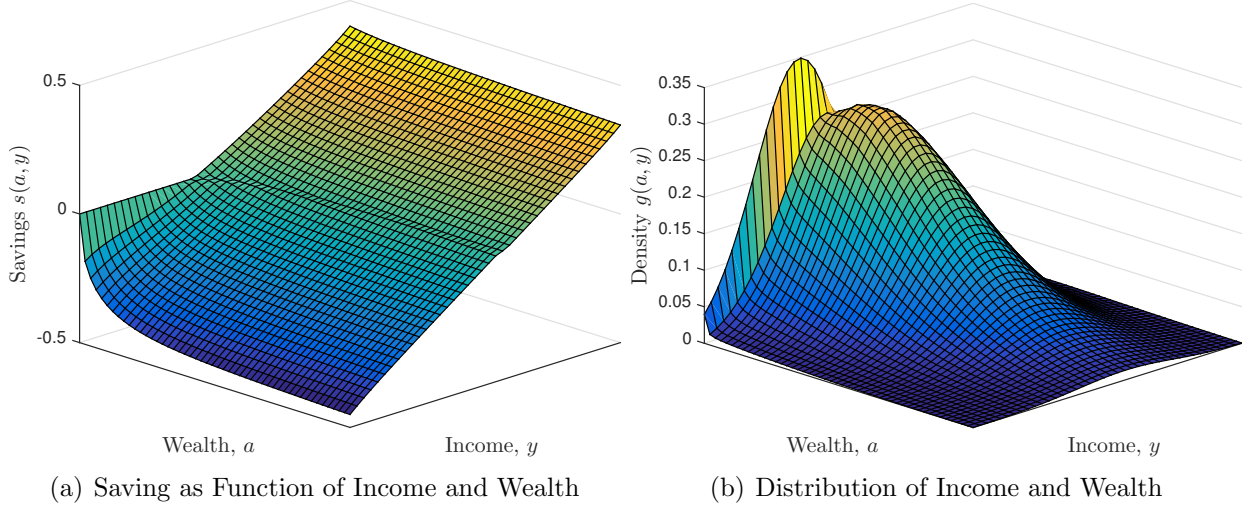 0.5
0
-0.5
Savings s(a, y)
Wealth, a
Income, y
(a) Saving as Function of Income and Wealth
0.35
0.3
0.25
0.2
0.15
0.1
0.05
0
Density g(a, y)
Wealth, a
Income, y
(b) Distribution of Income and Wealth